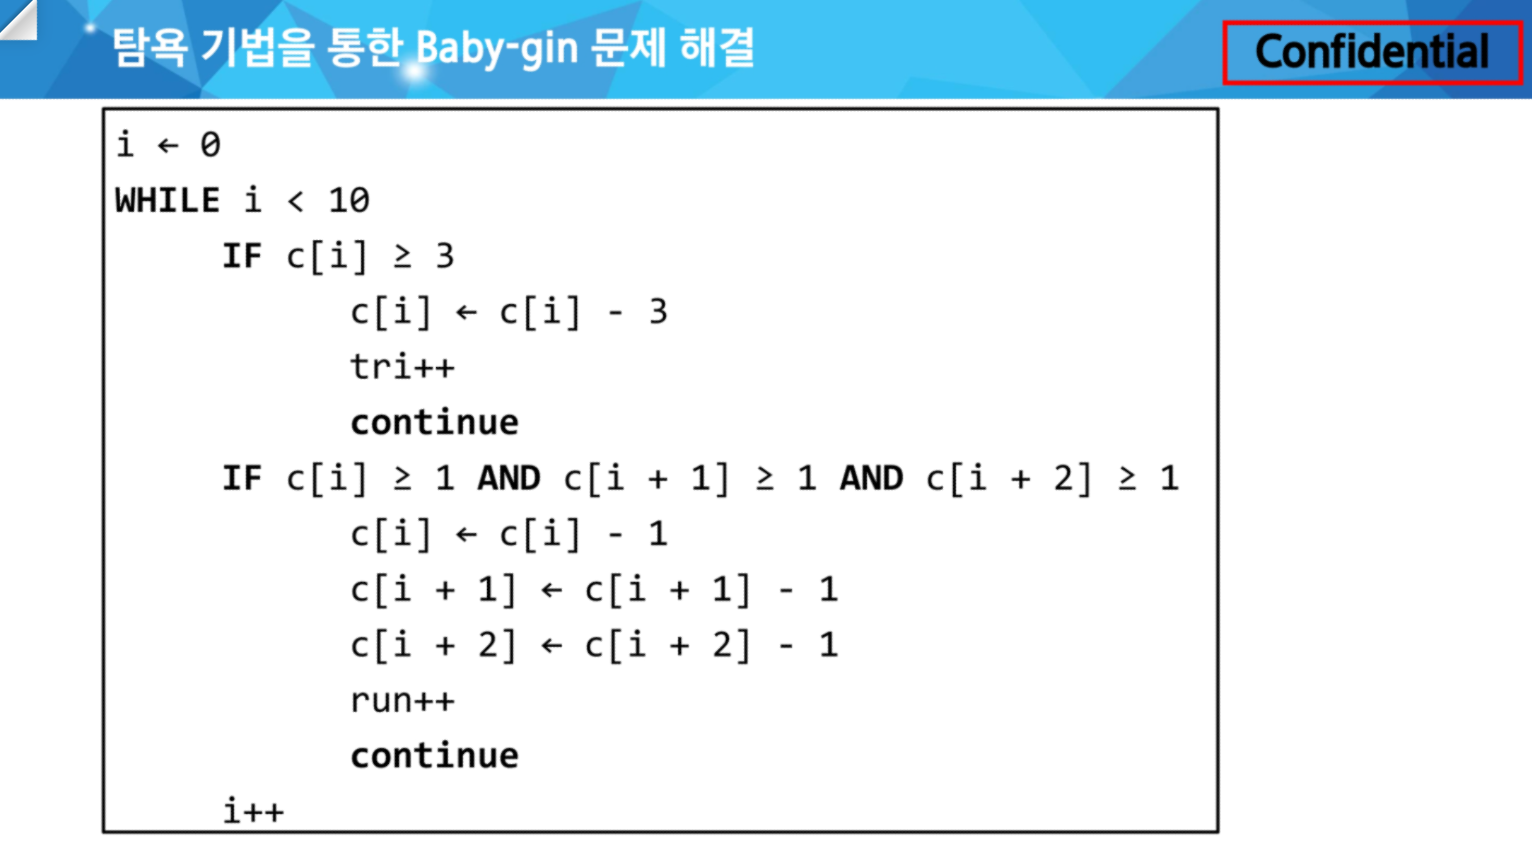 탐욕 기법을 통한 Baby-gin 문제 해결
Confidential
i ← 0
WHILE i < 10
IF c[i] ≥ 3
c[i] ← c[i] - 3
tri++
continue
IF c[i] ≥ 1 AND c[i + 1] ≥ 1 AND c[i + 2] ≥ 1
c[i] ← c[i] - 1
c[i + 1] ← c[i + 1] - 1
c[i + 2] ← c[i + 2] - 1
run++
continue
i++